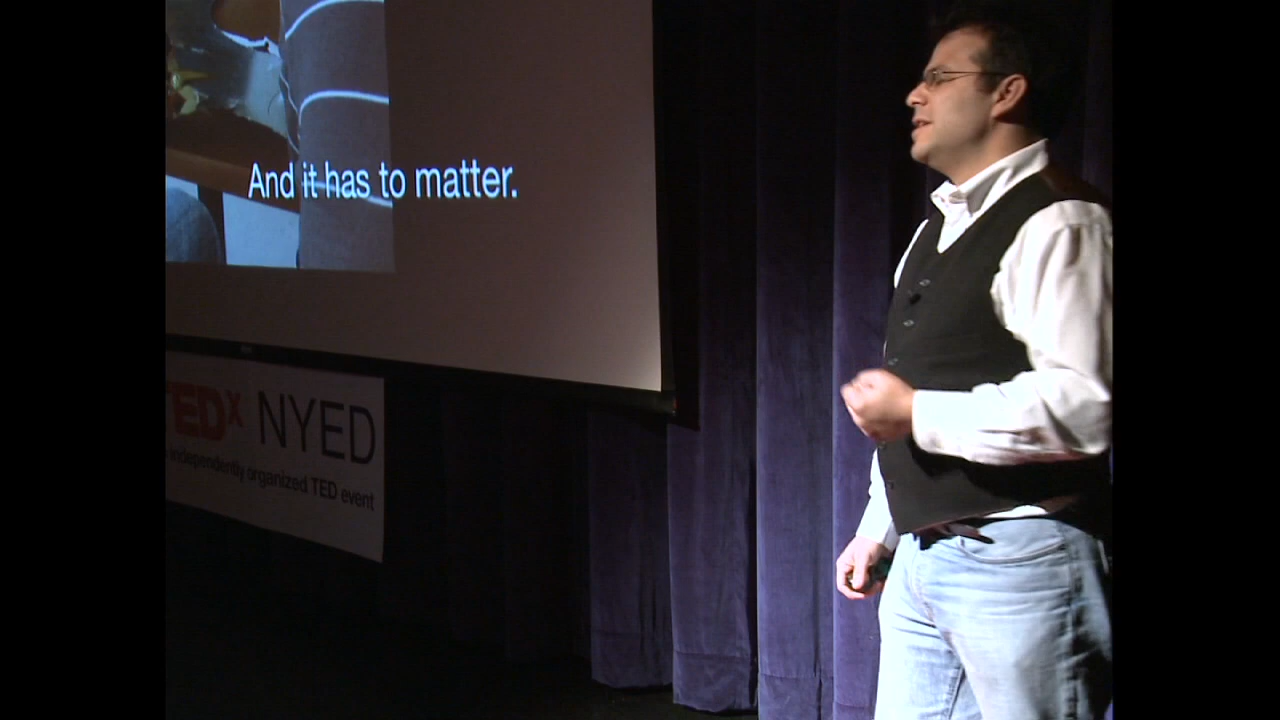 And it has to matter.
TEDx NYED
independently organized TED event